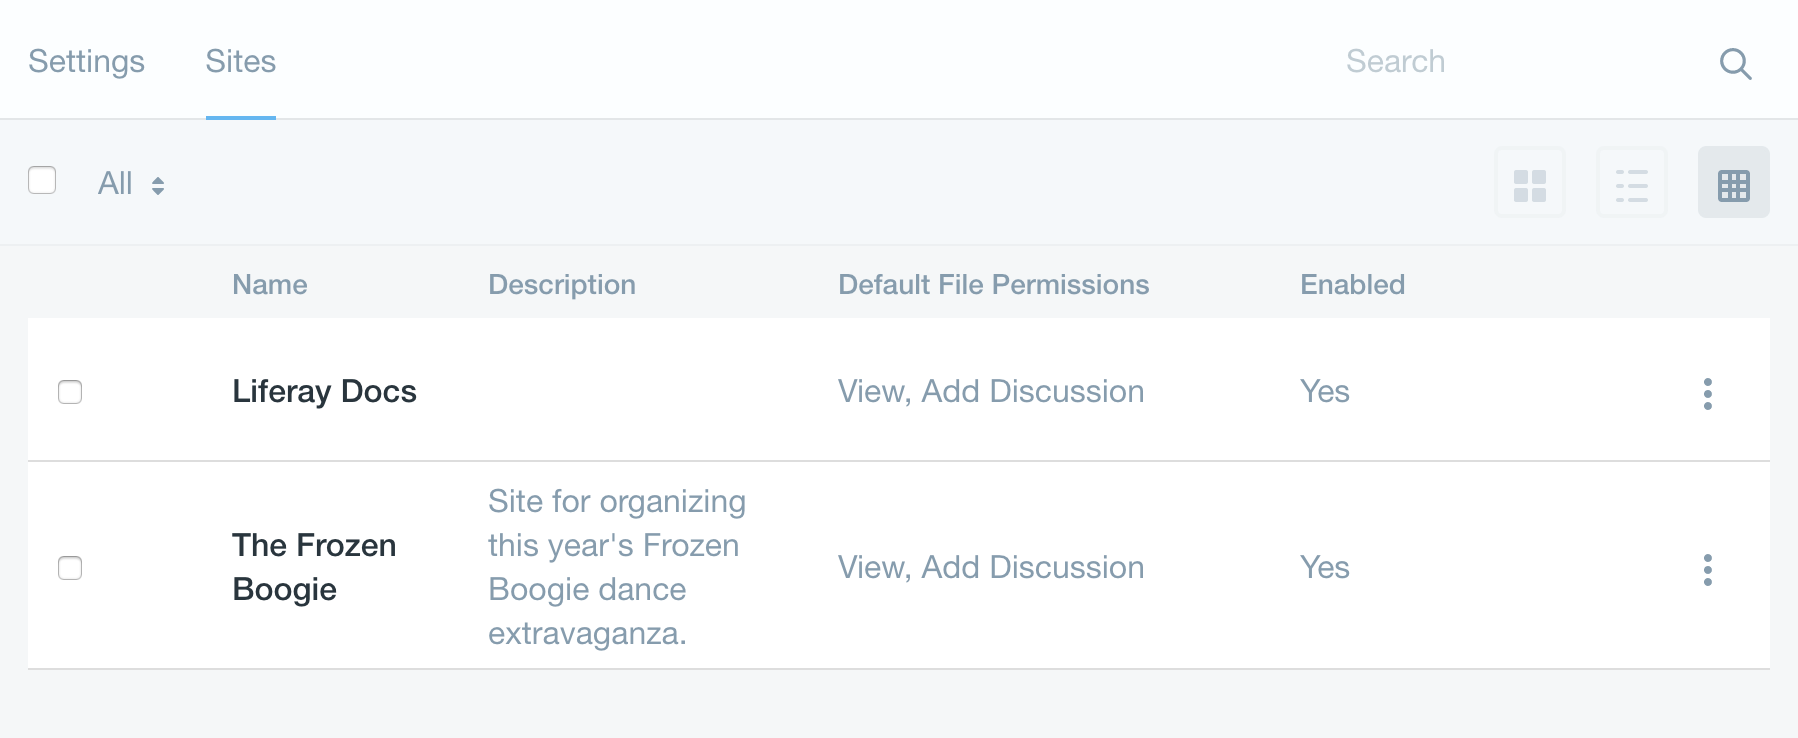 Settings Sites Search
All
Name Description Default File Permissions Enabled
Liferay Docs View, Add Discussion Yes
The Frozen
Boogie
Site for organizing
this year's Frozen
Boogie dance
extravaganza.
View, Add Discussion Yes